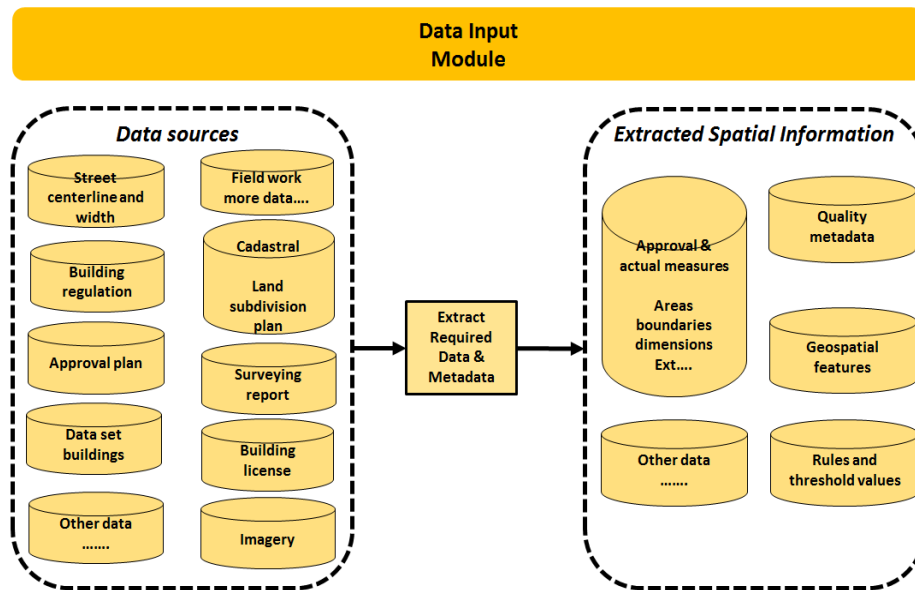 Data Input
Module
Data sources
Street
centerline and
width
Building
regulation
Approval plan
Data set
buildings
Other data
.......
Field work
more data....
Cadastral
Land
subdivision
plan
Surveying
report
Building
license
Imagery
Extract
Required
Data &
Metadata
Extracted Spatial Information
Approval &
actual measures
Areas
boundaries
dimensions
Ext....
Other data
.......
Quality
metadata
Geospatial
features
Rules and
threshold values